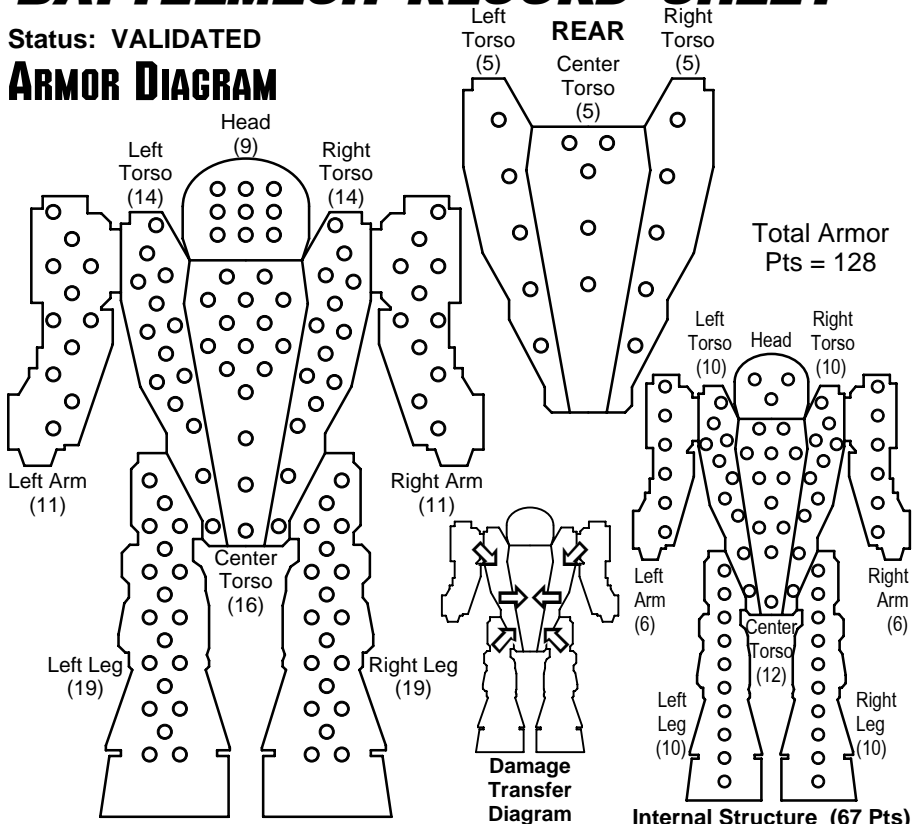 BATTLEMECH RECORD SHEET
Status: VALIDATED
ARMOR DIAGRAM
REAR
Left
Torso
(5)
Center
Torso
(5)
Right
Torso
(5)
Head
(9)
Left
Torso
(14)
Right
Torso
(14)
Total Armor
Pts = 128
Left Arm
(11)
Right Arm
(11)
Center
Torso
(16)
Left Leg
(19)
Right Leg
(19)
Damage
Transfer
Diagram
Left
Torso
(10)
Head
Right
Torso
(10)
Left
Arm
(6)
Right
Arm
(6)
Center
Torso
(12)
Left
Leg
(10)
Right
Leg
(10)
Internal Structure (67 Pts)